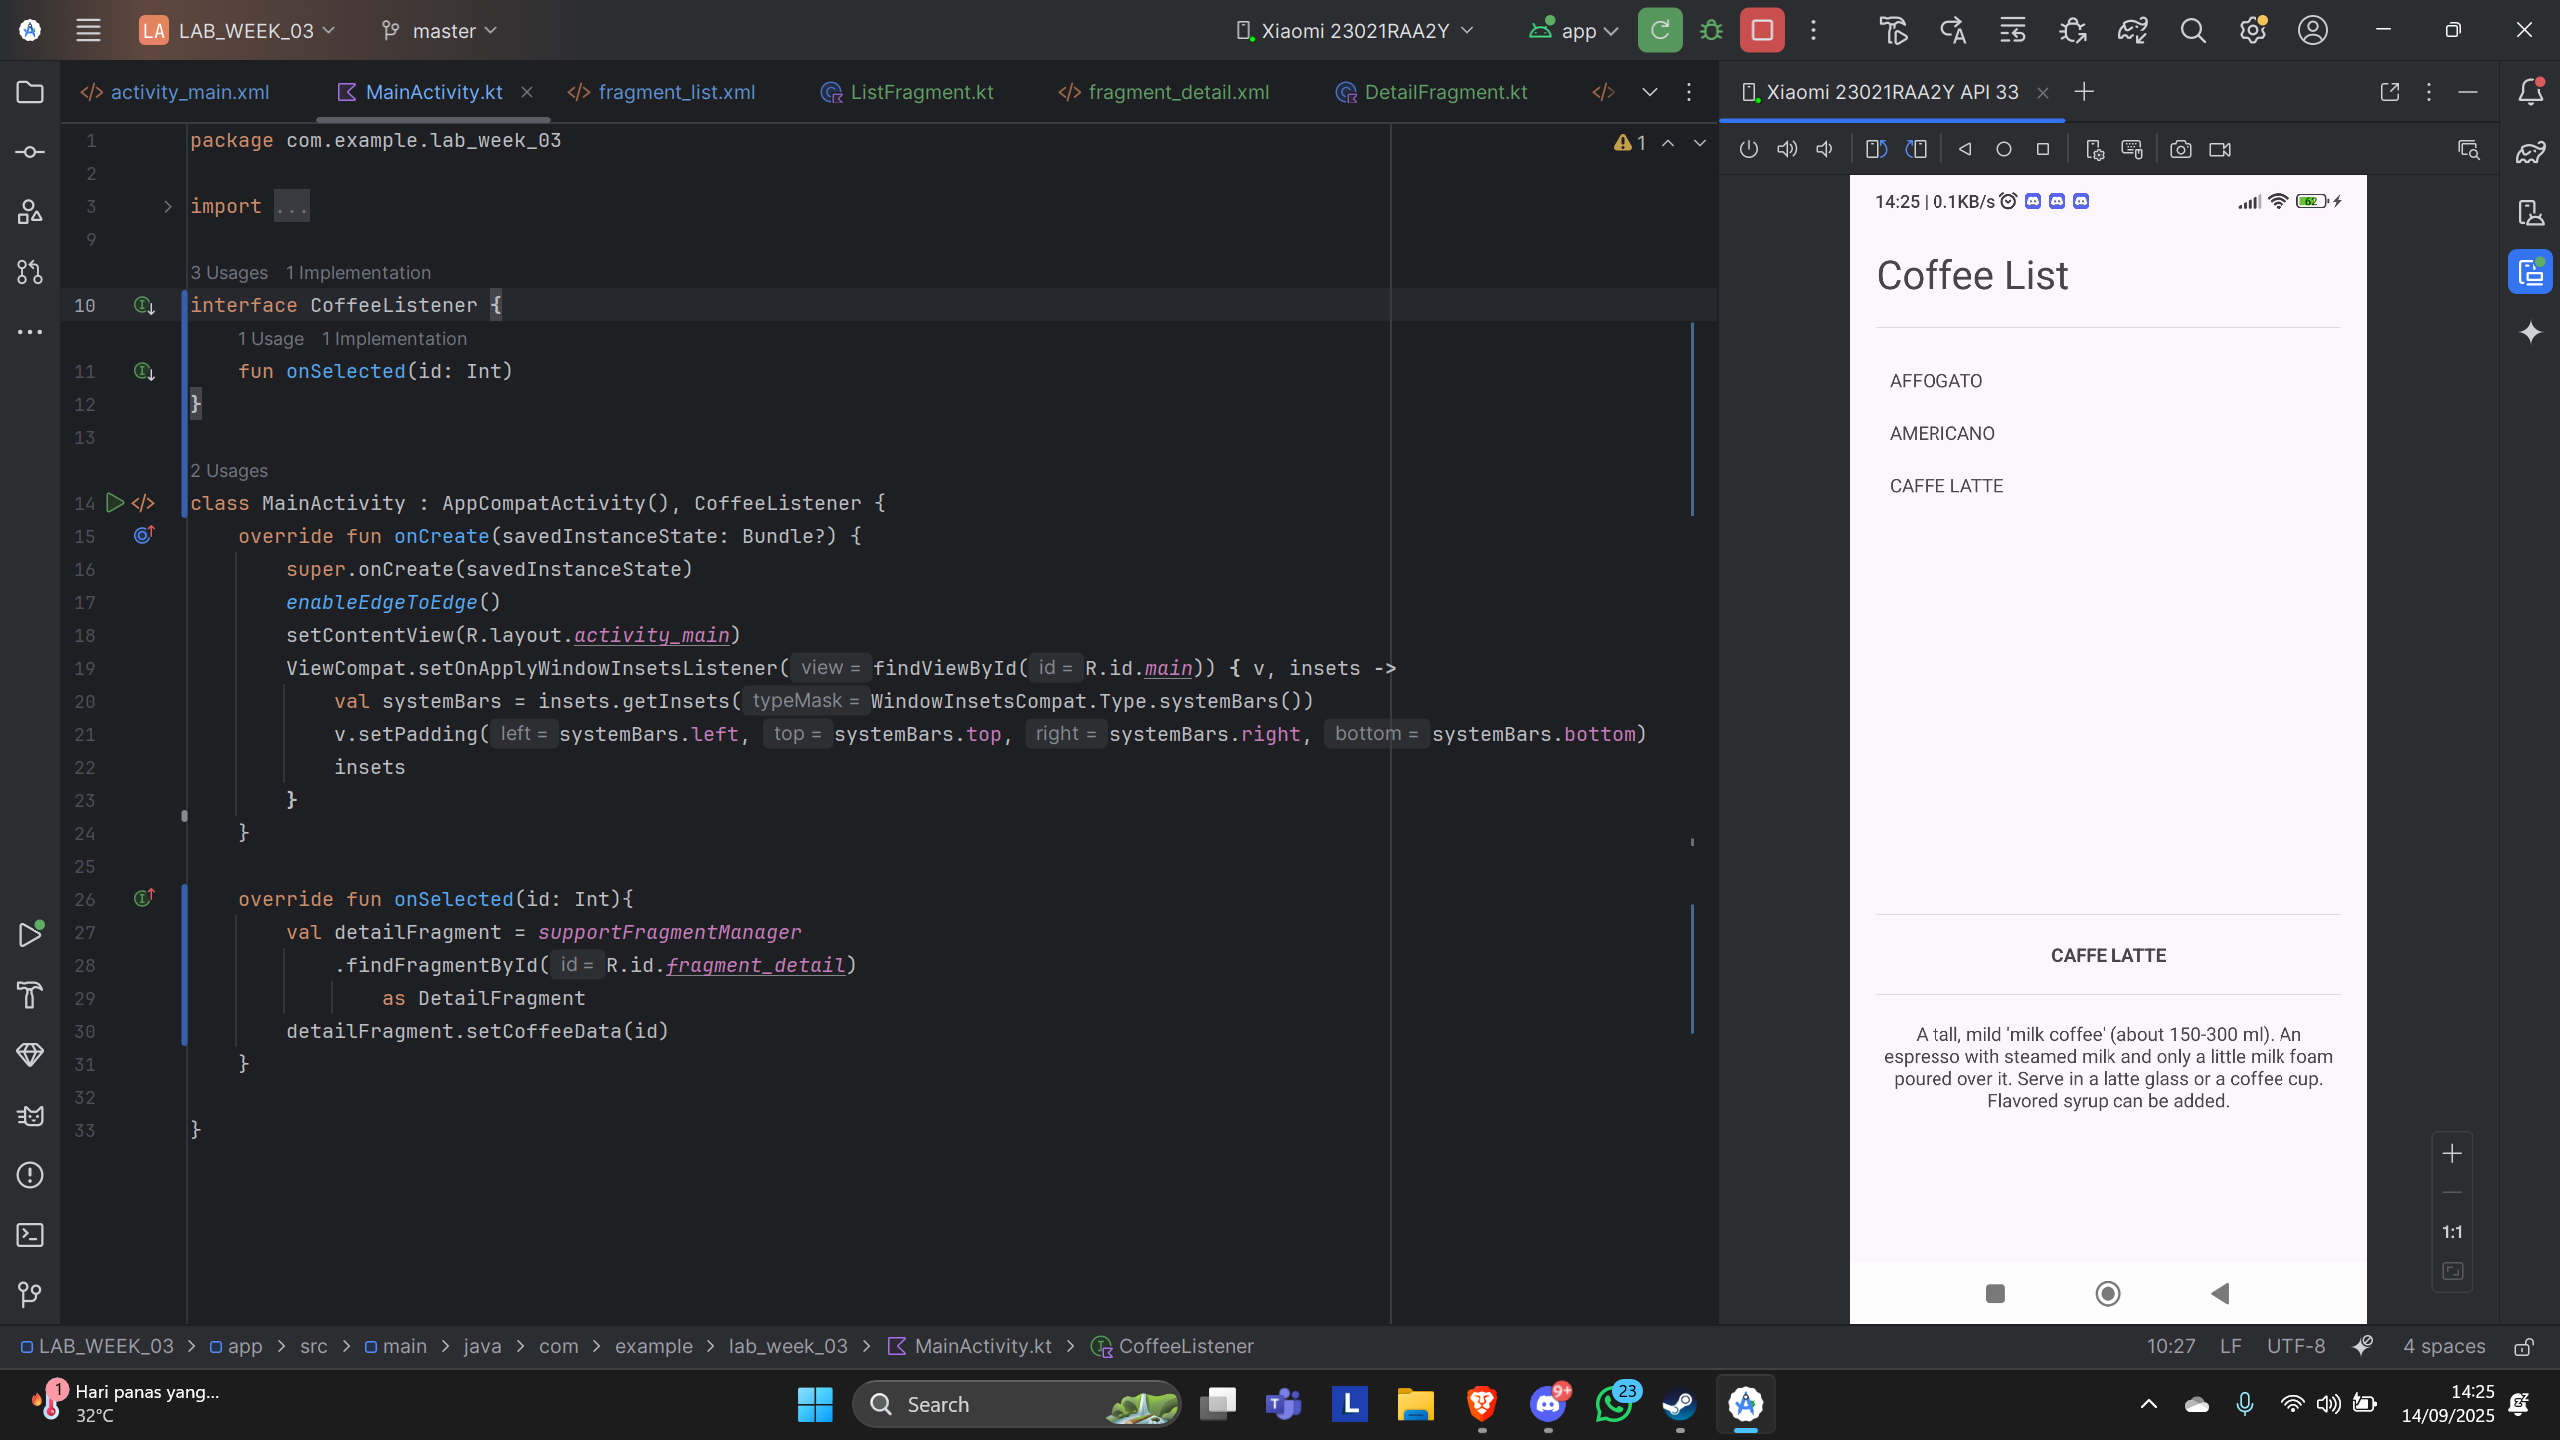 LA LAB_WEEK_03 master Xiaomi 23021RAA2Y app
activity_main.xml MainActivity.kt fragment_list.xml ListFragment.kt fragment_detail.xml DetailFragment.kt
1 package com.example.lab_week_03
1
2
3 import ...
9
3 Usages 1 Implementation
10 interface CoffeeListener {
1 Usage 1 Implementation
11 fun onSelected(id: Int)
12 }
13
2 Usages
14 class MainActivity : AppCompatActivity(), CoffeeListener {
15 override fun onCreate(savedInstanceState: Bundle?) {
16 super.onCreate(savedInstanceState)
17 enableEdgeToEdge()
18 setContentView(R.layout.activity_main)
19 ViewCompat.setOnApplyWindowInsetsListener( view = findViewById( id = R.id.main)) { v, insets ->
20 val systemBars = insets.getInsets( typeMask = WindowInsetsCompat.Type.systemBars())
21 v.setPadding( left = systemBars.left, top = systemBars.top, right = systemBars.right, bottom = systemBars.bottom)
22 insets
23 }
24 }
25
26 override fun onSelected(id: Int){
27 val detailFragment = supportFragmentManager
28 .findFragmentById( id = R.id.fragment_detail)
29 as DetailFragment
30 detailFragment.setCoffeeData(id)
31 }
32
33 }
Xiaomi 23021RAA2Y API 33
14:25 | 0.1KB/s 62
Coffee List
AFFOGATO
AMERICANO
CAFFE LATTE
CAFFE LATTE
A tall, mild 'milk coffee' (about 150-300 ml). An
espresso with steamed milk and only a little milk foam
poured over it. Serve in a latte glass or a coffee cup.
Flavored syrup can be added.
1:1
LAB_WEEK_03 > app > src > main > java > com > example > lab_week_03 > MainActivity.kt > CoffeeListener
10:27 LF UTF-8 4 spaces
1 Hari panas yang...
32°C
Search
L
9+
23
14:25
14/09/2025